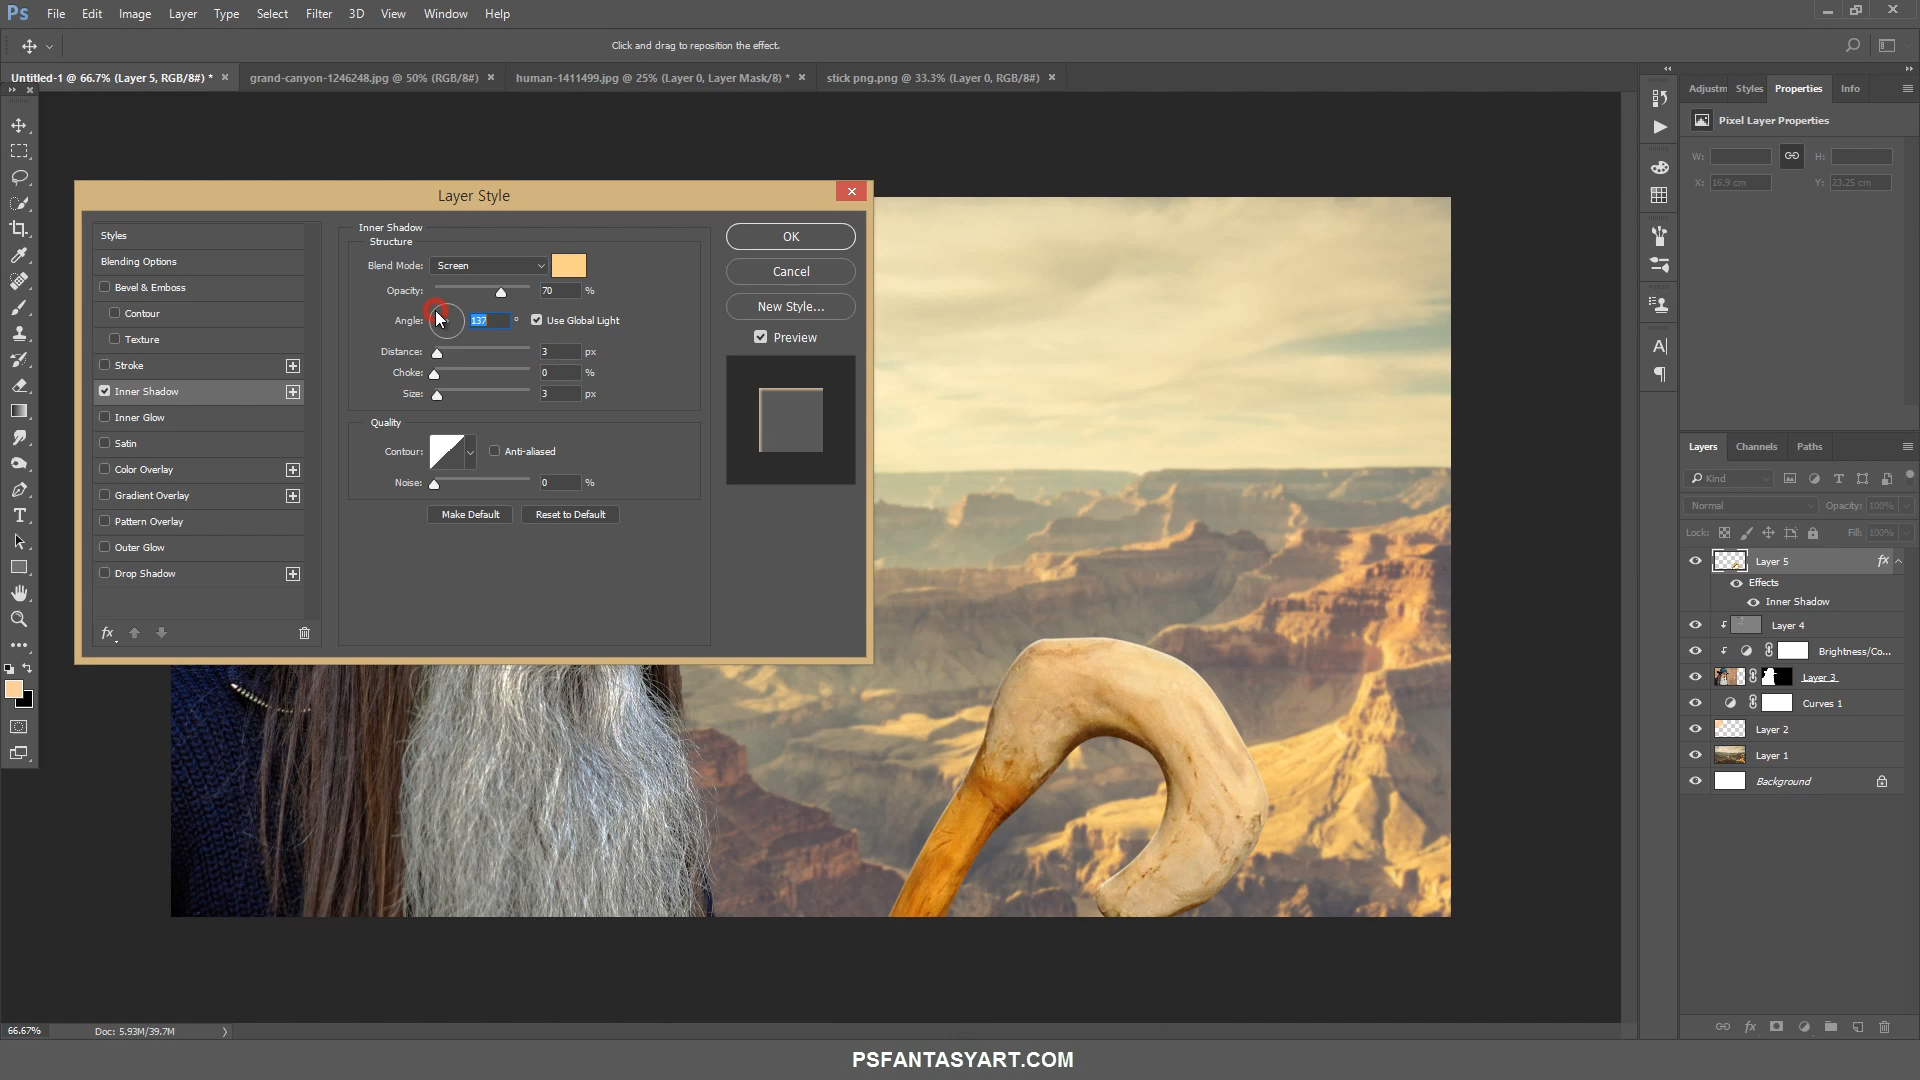 Ps File Edit Image Layer Type Select Filter 3D View Window Help
Click and drag to reposition the effect.
Untitled-1 @ 66.7% (Layer 5, RGB/8#) * × grand-canyon-1246248.jpg @ 50% (RGB/8#) × human-1411499.jpg @ 25% (Layer 0, Layer Mask/8) * × stick png.png @ 33.3% (Layer 0, RGB/8#) ×
Adjustm Styles Properties Info
Pixel Layer Properties
W: H:
X: 16.9 cm Y: 23.25 cm
Layer Style
Styles
Blending Options
Bevel & Emboss
Contour
Texture
Stroke
Inner Shadow
Inner Glow
Satin
Color Overlay
Gradient Overlay
Pattern Overlay
Outer Glow
Drop Shadow
fx
Inner Shadow
Structure
Blend Mode: Screen
Opacity: 70 %
Angle: 137 ° Use Global Light
Distance: 3 px
Choke: 0 %
Size: 3 px
Quality
Contour: Anti-aliased
Noise: 0 %
Make Default Reset to Default
OK
Cancel
New Style...
Preview
Layers Channels Paths
Kind
Normal Opacity: 100%
Lock: Fill: 100%
Layer 5 fx
Effects
Inner Shadow
Layer 4
Brightness/Co...
Layer 3
Curves 1
Layer 2
Layer 1
Background
fx
66.67% Doc: 5.93M/39.7M
PSFANTASYART.COM